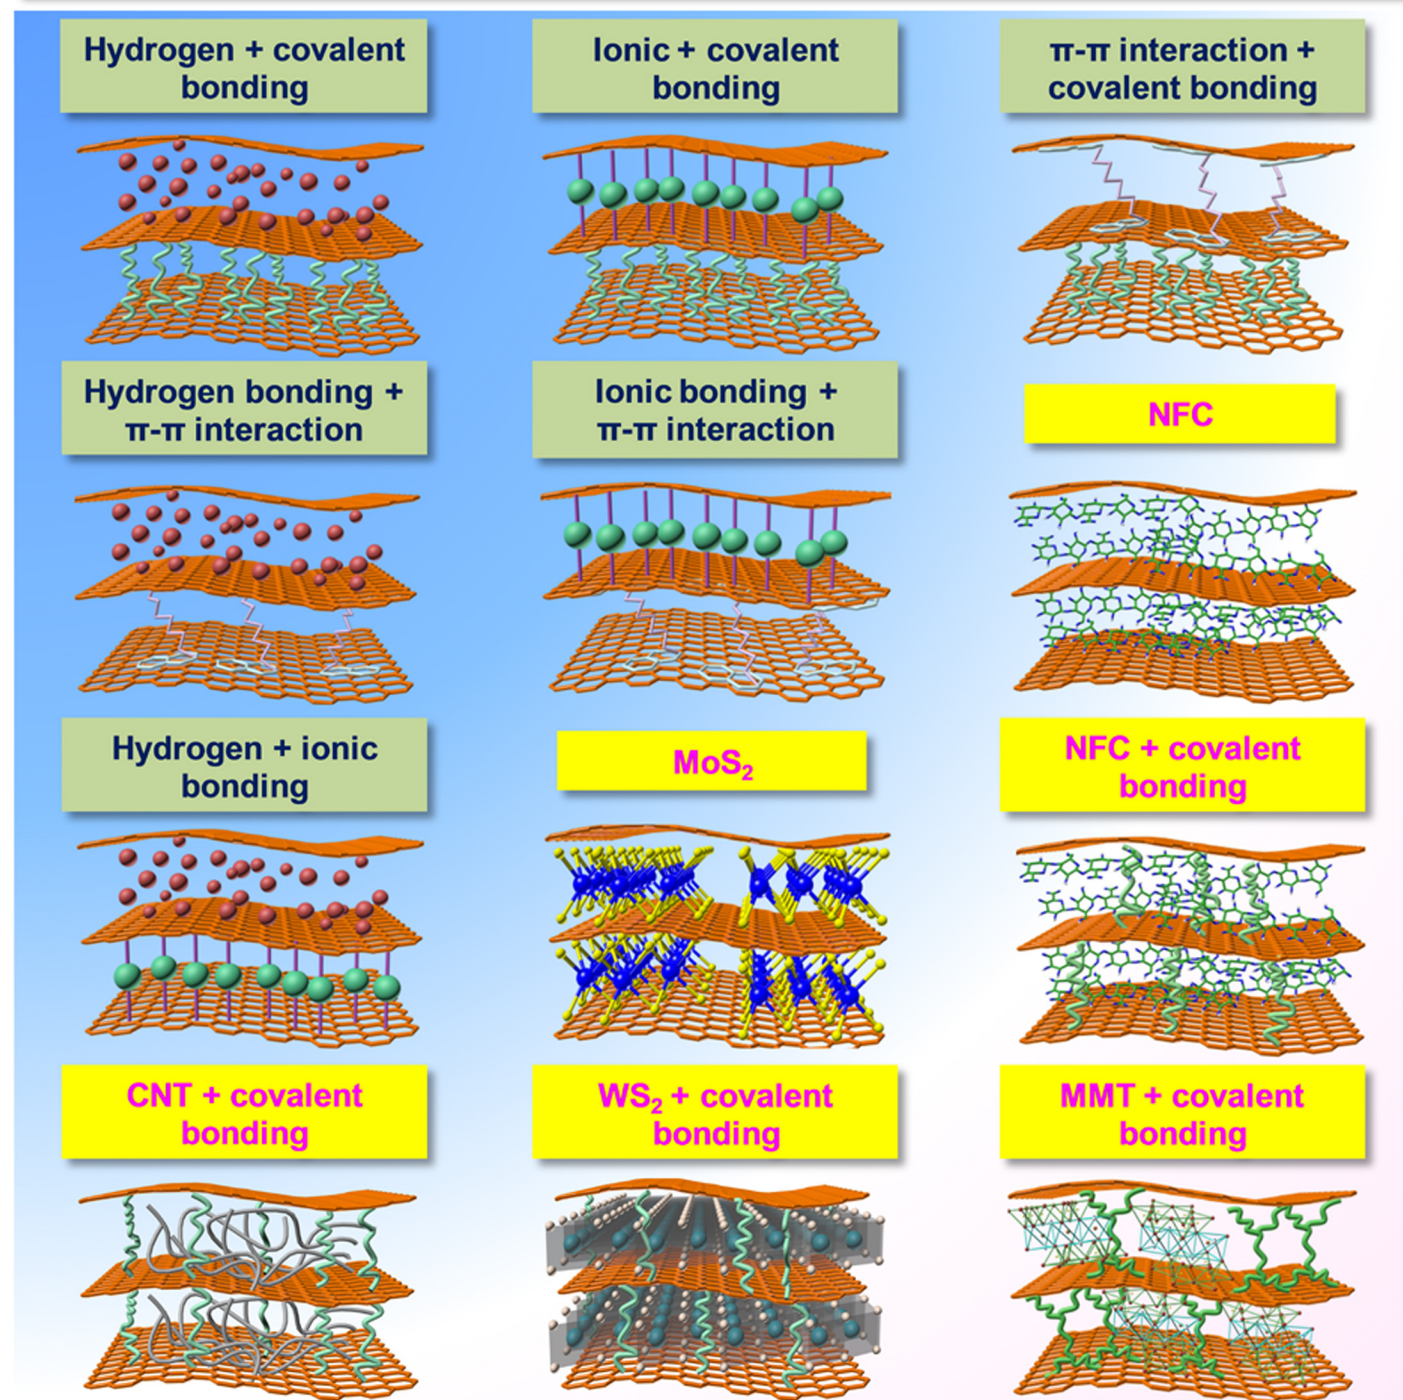 Hydrogen + covalent
bonding
Ionic + covalent
bonding
π-π interaction +
covalent bonding
Hydrogen bonding +
π-π interaction
Ionic bonding +
π-π interaction
NFC
Hydrogen + ionic
bonding
MoS₂
NFC + covalent
bonding
CNT + covalent
bonding
WS₂ + covalent
bonding
MMT + covalent
bonding